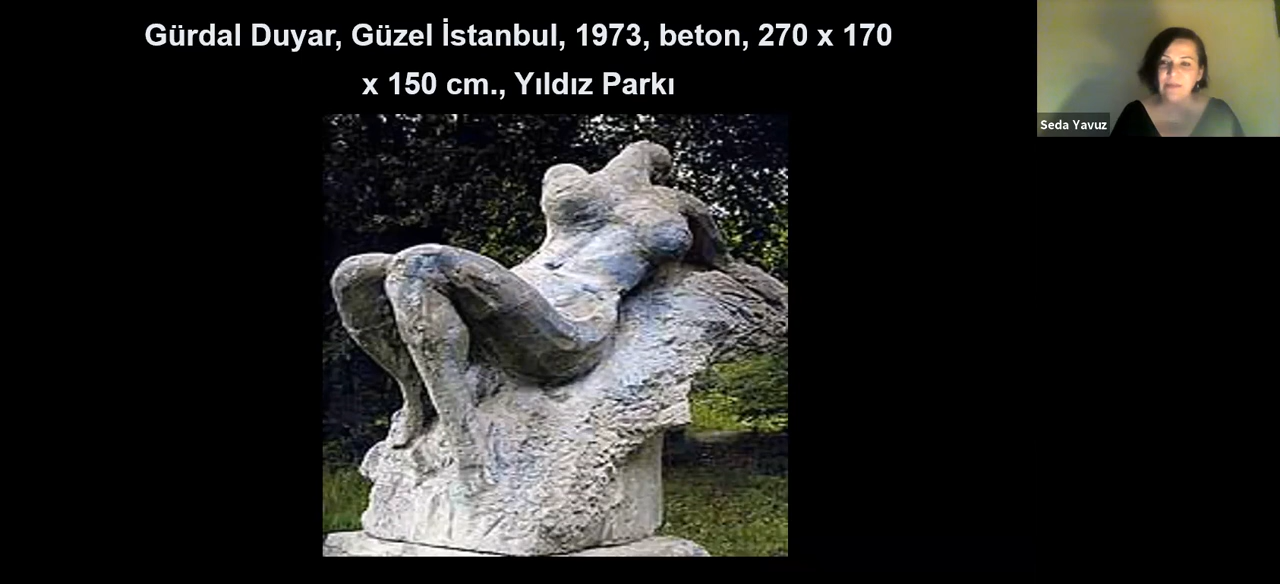 Gürdal Duyar, Güzel İstanbul, 1973, beton, 270 x 170
x 150 cm., Yıldız Parkı
Seda Yavuz